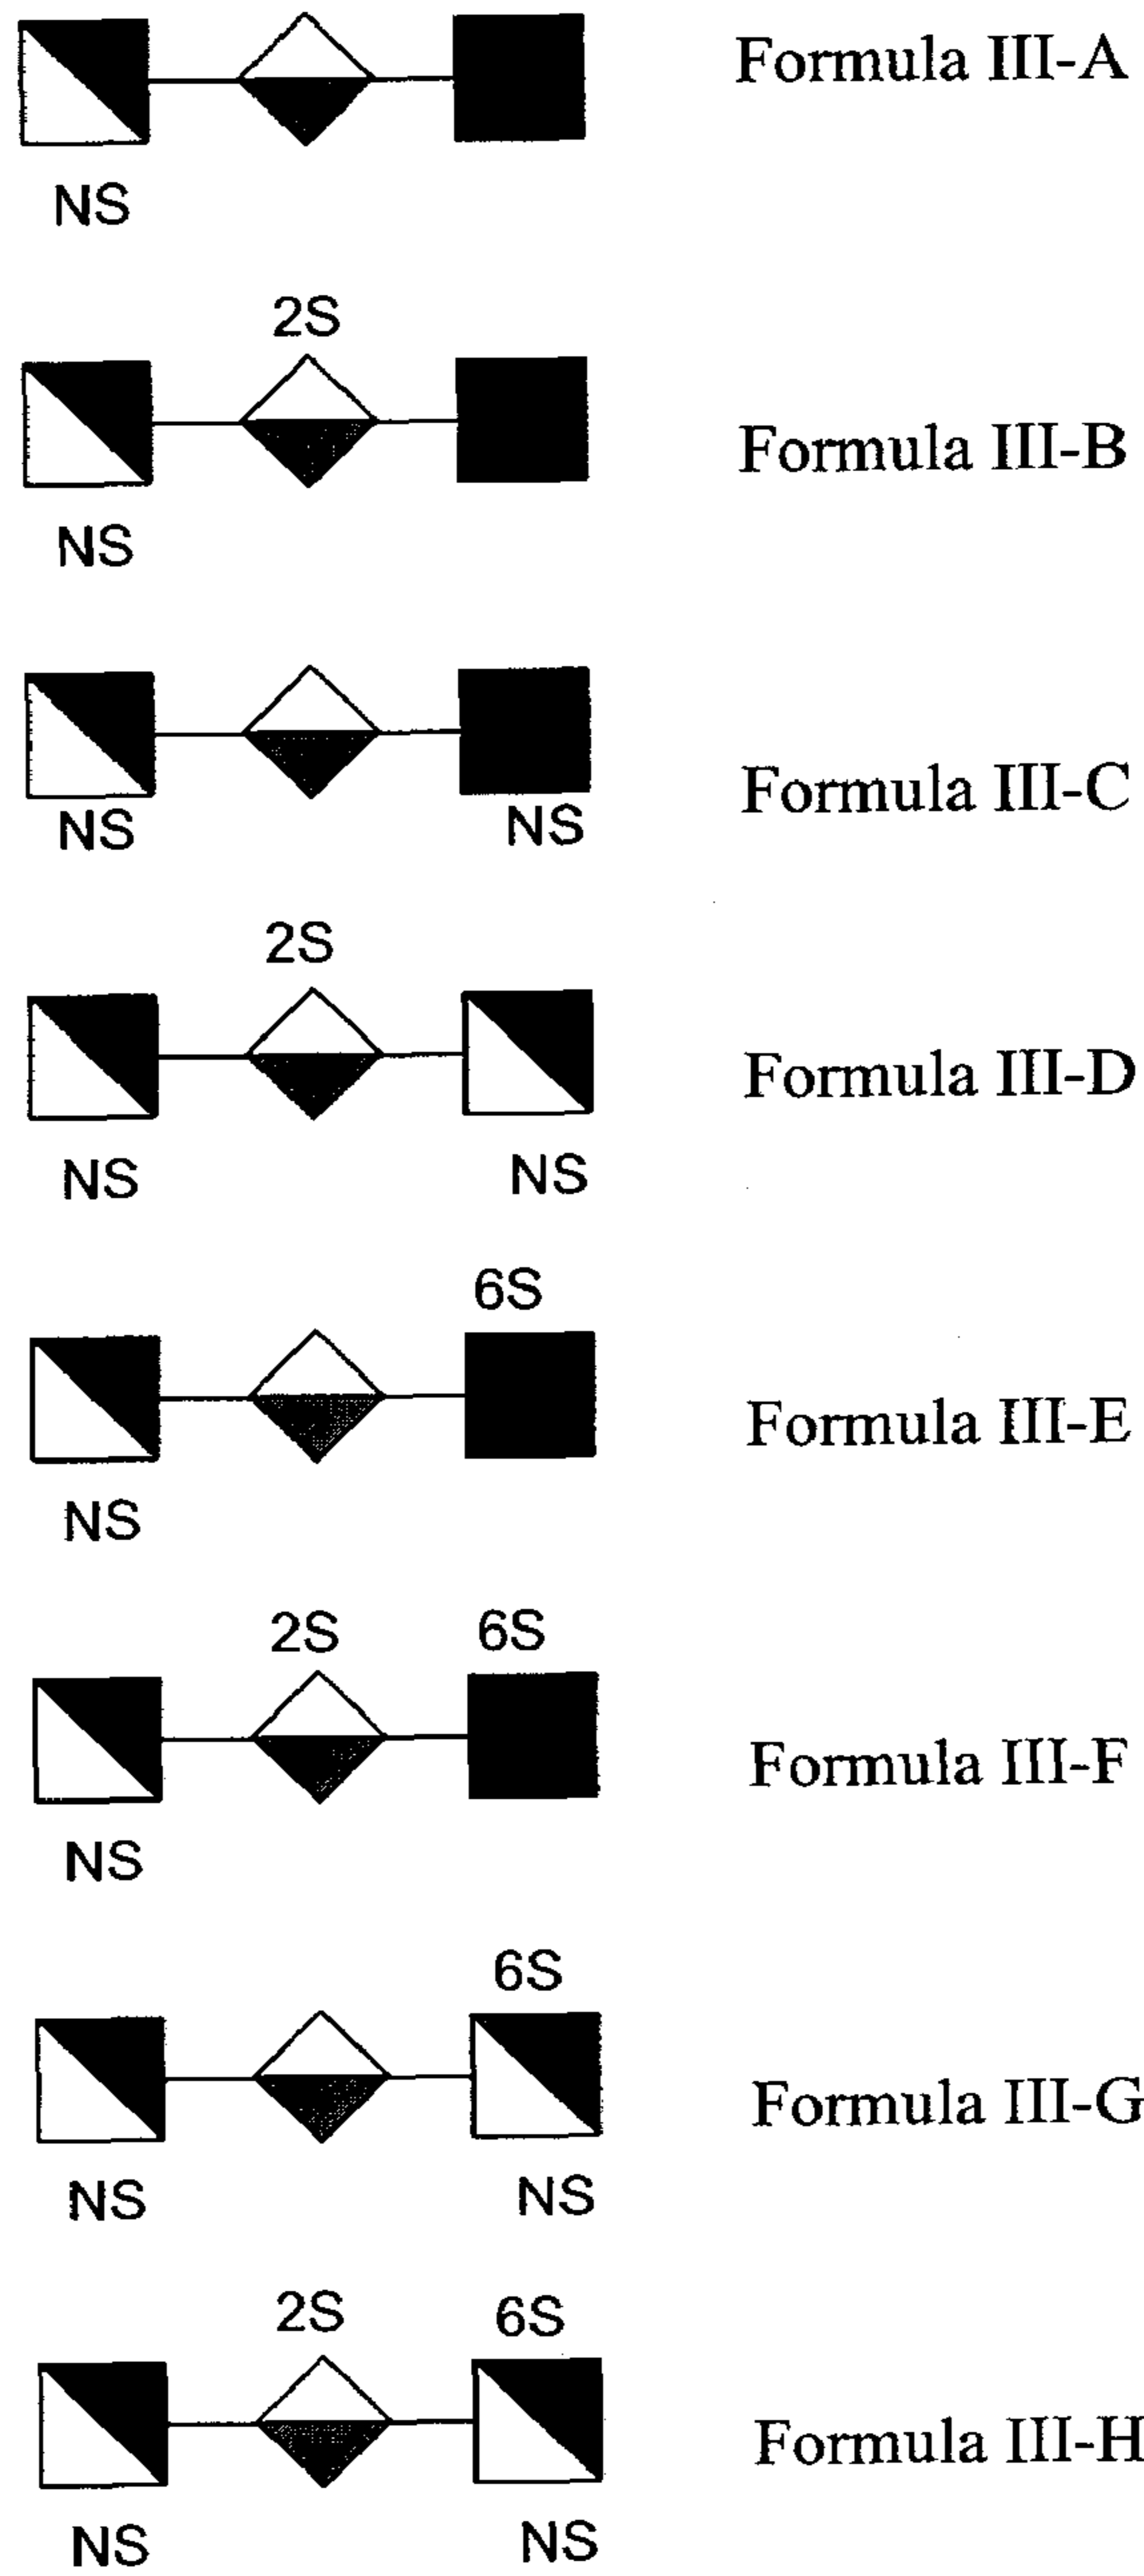 Formula III-A
NS
2S
Formula III-B
NS
Formula III-C
NS NS
2S
Formula III-D
NS NS
6S
Formula III-E
NS
2S 6S
Formula III-F
NS
6S
Formula III-G
NS NS
2S 6S
Formula III-H
NS NS